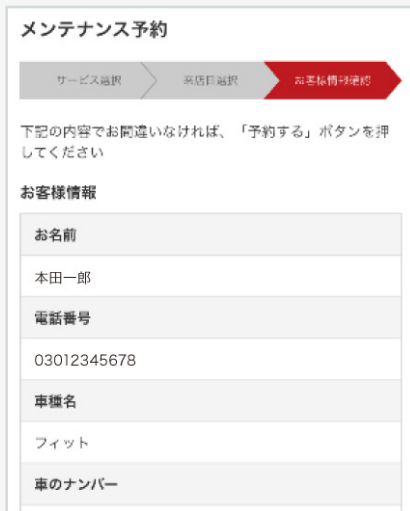 メンテナンス予約
サービス選択
来店日選択
お客様情報確認
下記の内容でお間違いなければ、「予約する」ボタンを押
してください
お客様情報
お名前
本田一郎
電話番号
03012345678
車種名
フィット
車のナンバー